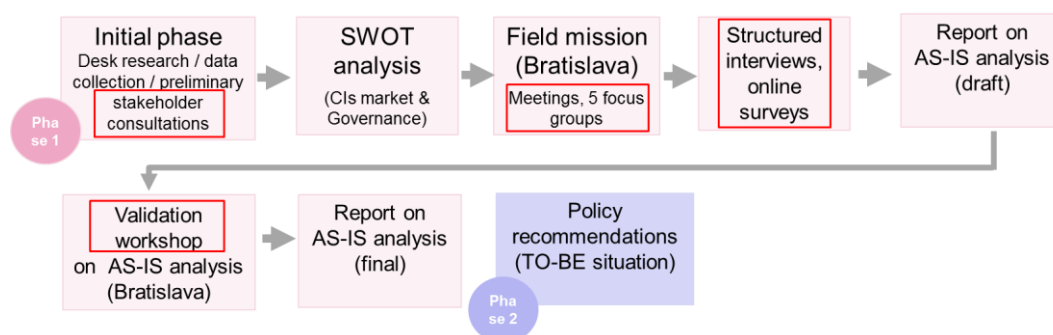 Initial phase
Desk research / data
collection / preliminary
stakeholder
consultations
Pha
se 1
SWOT
analysis
(CIs market &
Governance)
Field mission
(Bratislava)
Meetings, 5 focus
groups
Structured
interviews,
online
surveys
Report on
AS-IS analysis
(draft)
Validation
workshop
on AS-IS analysis
(Bratislava)
Report on
AS-IS analysis
(final)
Policy
recommendations
(TO-BE situation)
Pha
se 2